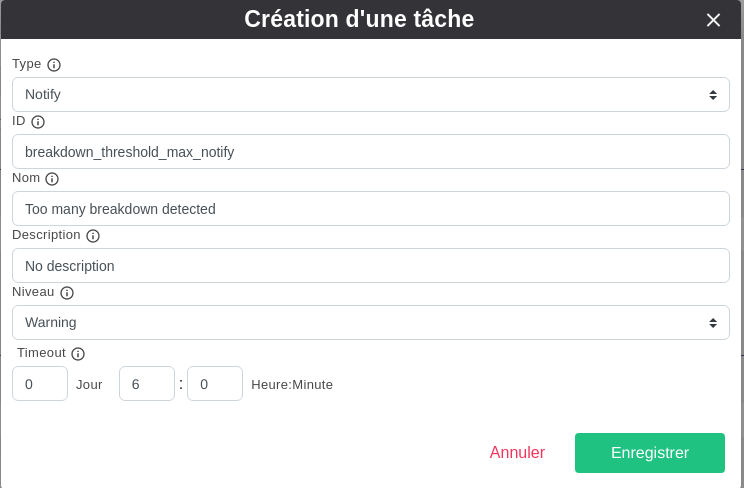 Création d'une tâche
Type
Notify
ID
breakdown_threshold_max_notify
Nom
Too many breakdown detected
Description
No description
Niveau
Warning
Timeout
0 Jour 6 : 0 Heure:Minute
Annuler Enregistrer